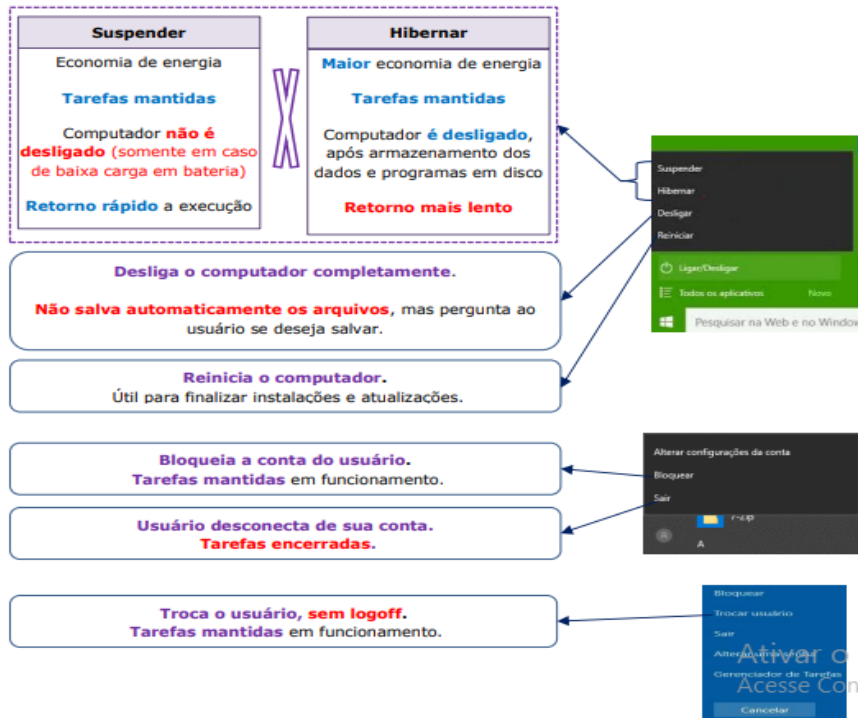 Suspender
Economia de energia
Tarefas mantidas
Computador não é
desligado (somente em caso
de baixa carga em bateria)
Retorno rápido a execução
Hibernar
Maior economia de energia
Tarefas mantidas
Computador é desligado,
após armazenamento dos
dados e programas em disco
Retorno mais lento
Suspender
Hibernar
Desligar
Reiniciar
Ligar/Desligar
Todos os aplicativos Novo
Pesquisar na Web e no Window
Desliga o computador completamente.
Não salva automaticamente os arquivos, mas pergunta ao
usuário se deseja salvar.
Reinicia o computador.
Útil para finalizar instalações e atualizações.
Bloqueia a conta do usuário.
Tarefas mantidas em funcionamento.
Usuário desconecta de sua conta.
Tarefas encerradas.
Alterar configurações da conta
Bloquear
Sair
7-Zip
A
Troca o usuário, sem logoff.
Tarefas mantidas em funcionamento.
Bloquear
Trocar usuário
Sair
Alterar uma senha
Gerenciador de Tarefas
Cancelar
Ativar o
Acesse Con